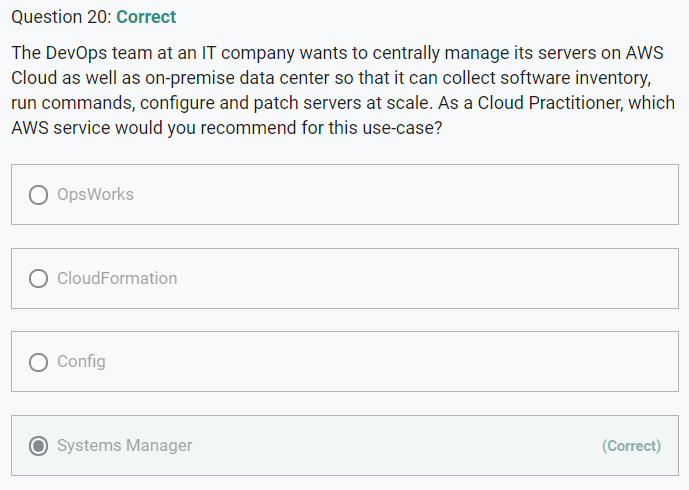 Question 20: Correct
The DevOps team at an IT company wants to centrally manage its servers on AWS
Cloud as well as on-premise data center so that it can collect software inventory,
run commands, configure and patch servers at scale. As a Cloud Practitioner, which
AWS service would you recommend for this use-case?
OpsWorks
CloudFormation
Config
Systems Manager (Correct)